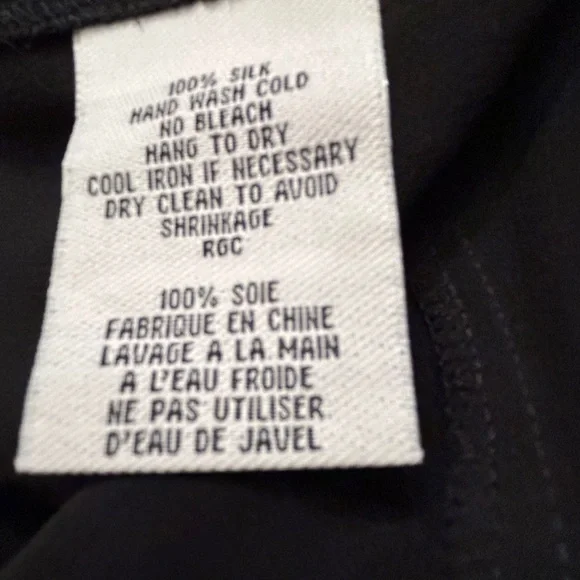 100% SILK
HAND WASH COLD
NO BLEACH
HANG TO DRY
COOL IRON IF NECESSARY
DRY CLEAN TO AVOID
SHRINKAGE
RGC
100% SOIE
FABRIQUE EN CHINE
LAVAGE A LA MAIN
A L'EAU FROIDE
NE PAS UTILISER
D'EAU DE JAVEL